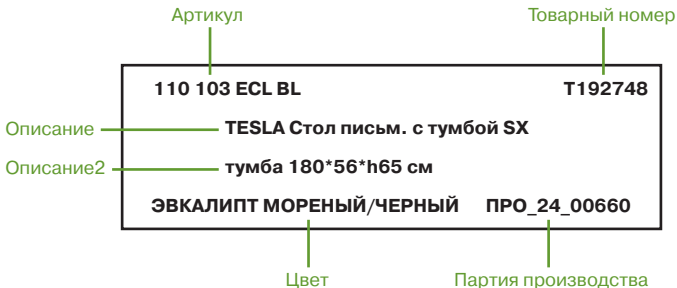 Артикул Товарный номер
110 103 ECL BL T192748
Описание TESLA Стол письм. с тумбой SX
Описание2 тумба 180*56*h65 см
ЭВКАЛИПТ МОРЕНЫЙ/ЧЕРНЫЙ ПРО_24_00660
Цвет Партия производства